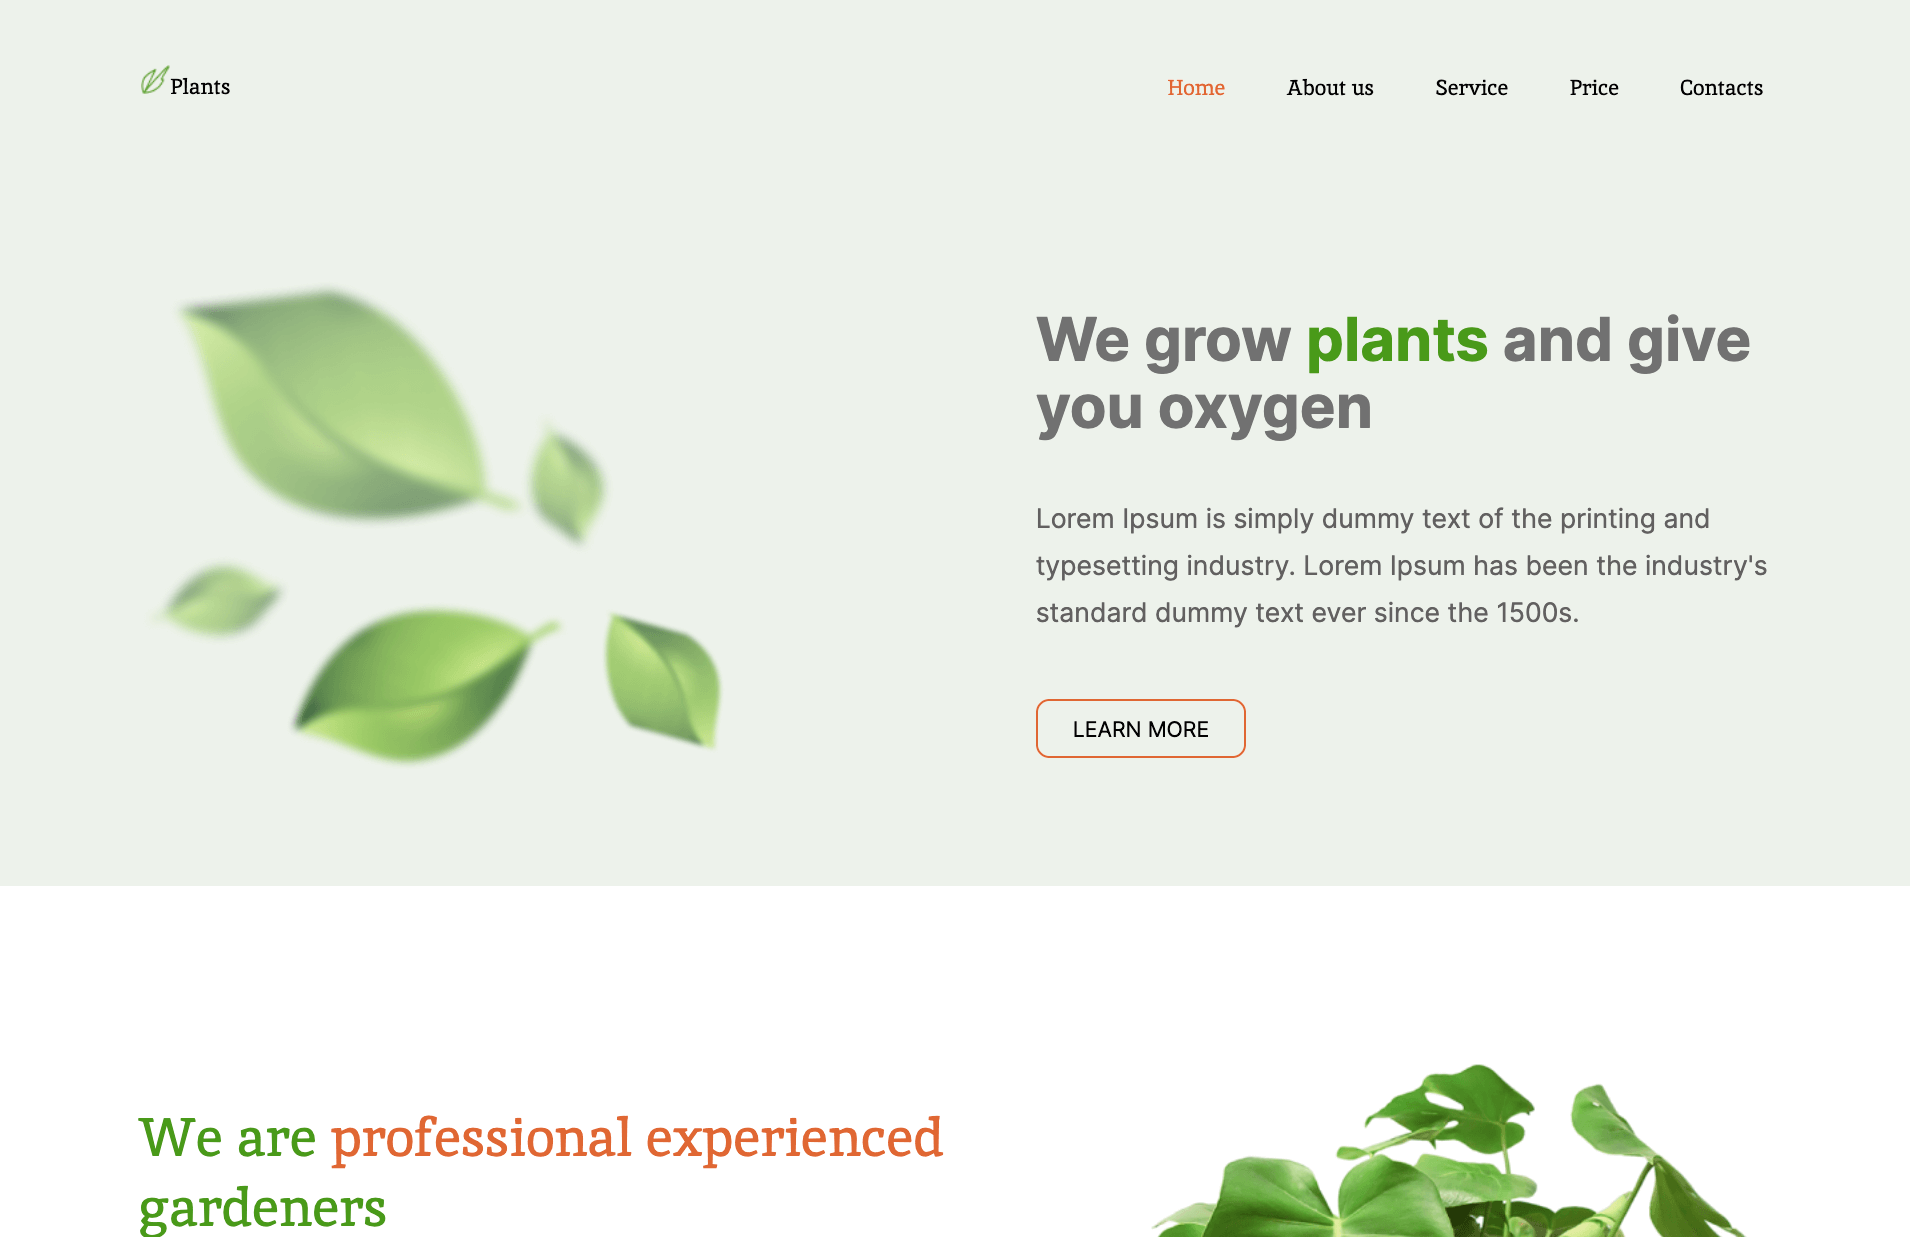 Plants
Home About us Service Price Contacts
We grow plants and give
you oxygen
Lorem Ipsum is simply dummy text of the printing and
typesetting industry. Lorem Ipsum has been the industry's
standard dummy text ever since the 1500s.
LEARN MORE
We are professional experienced
gardeners